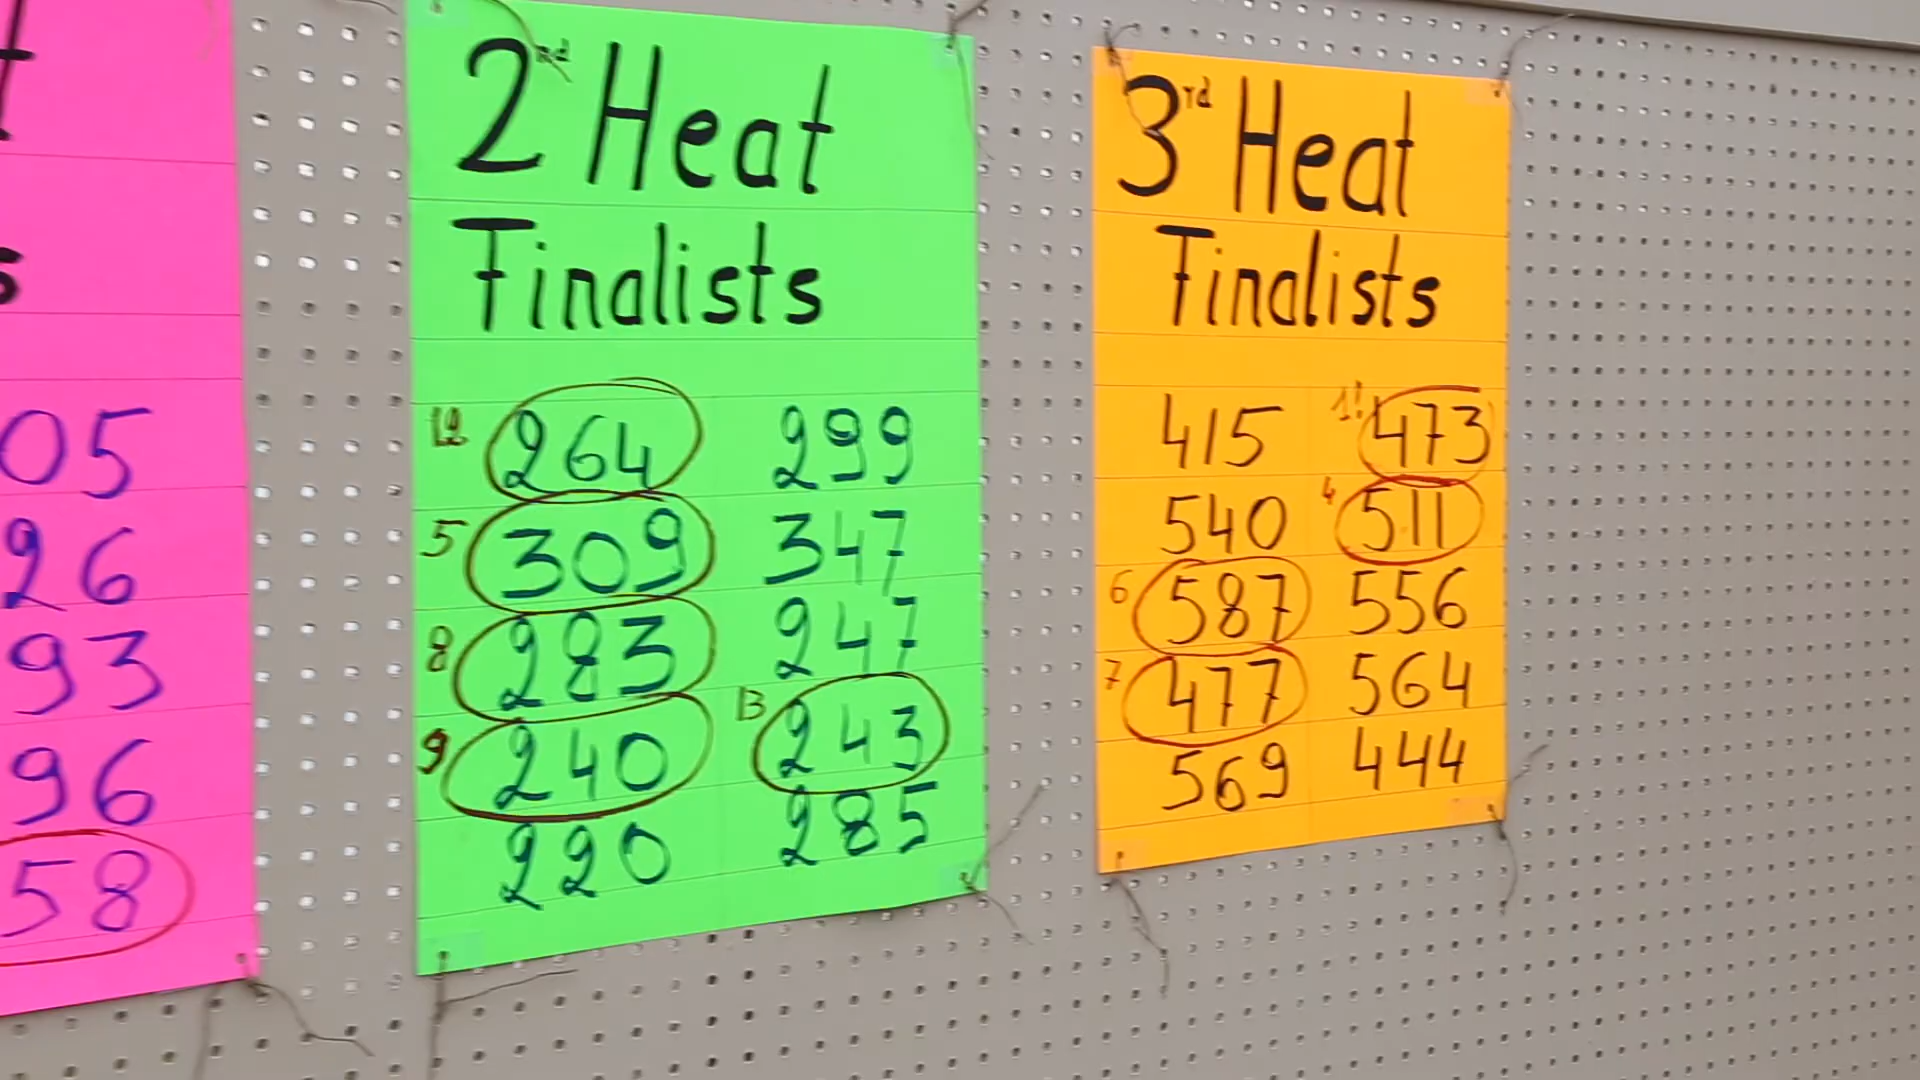 05
26
93
96
58
2nd Heat
Finalists
12 264 299
5 309 347
8 283 247
9 240 13 243
220 285
3rd Heat
Finalists
415 1! 473
540 4 511
6 587 556
7 477 564
569 444